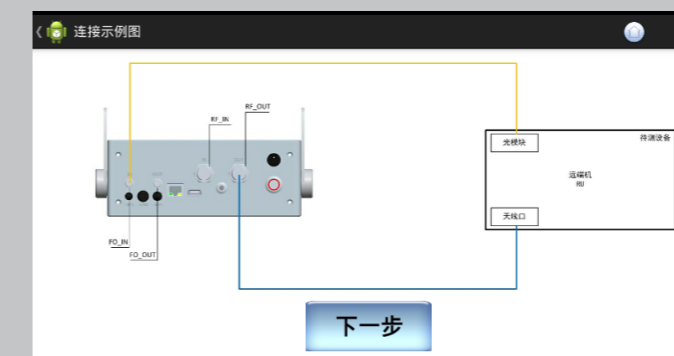 连接示例图
RF_OUT
RF_IN
待测设备
光模块
远端机
RU
天线口
FO_IN
FO_OUT
下一步